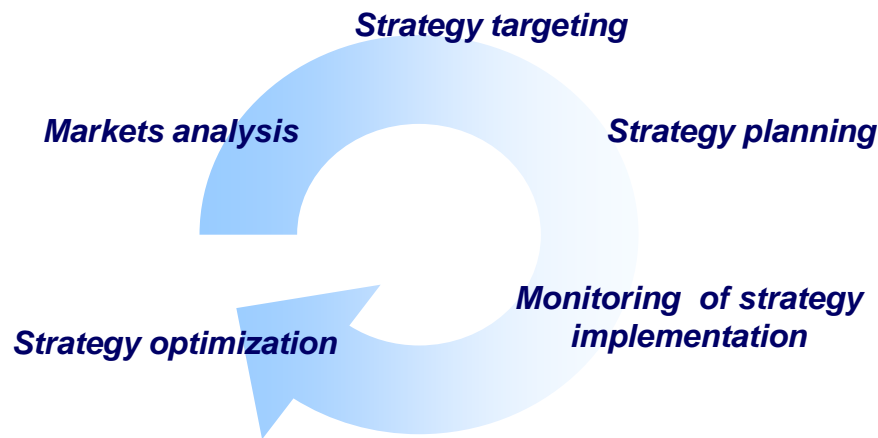 Strategy targeting
Markets analysis
Strategy planning
Monitoring  of strategy
implementation
Strategy optimization